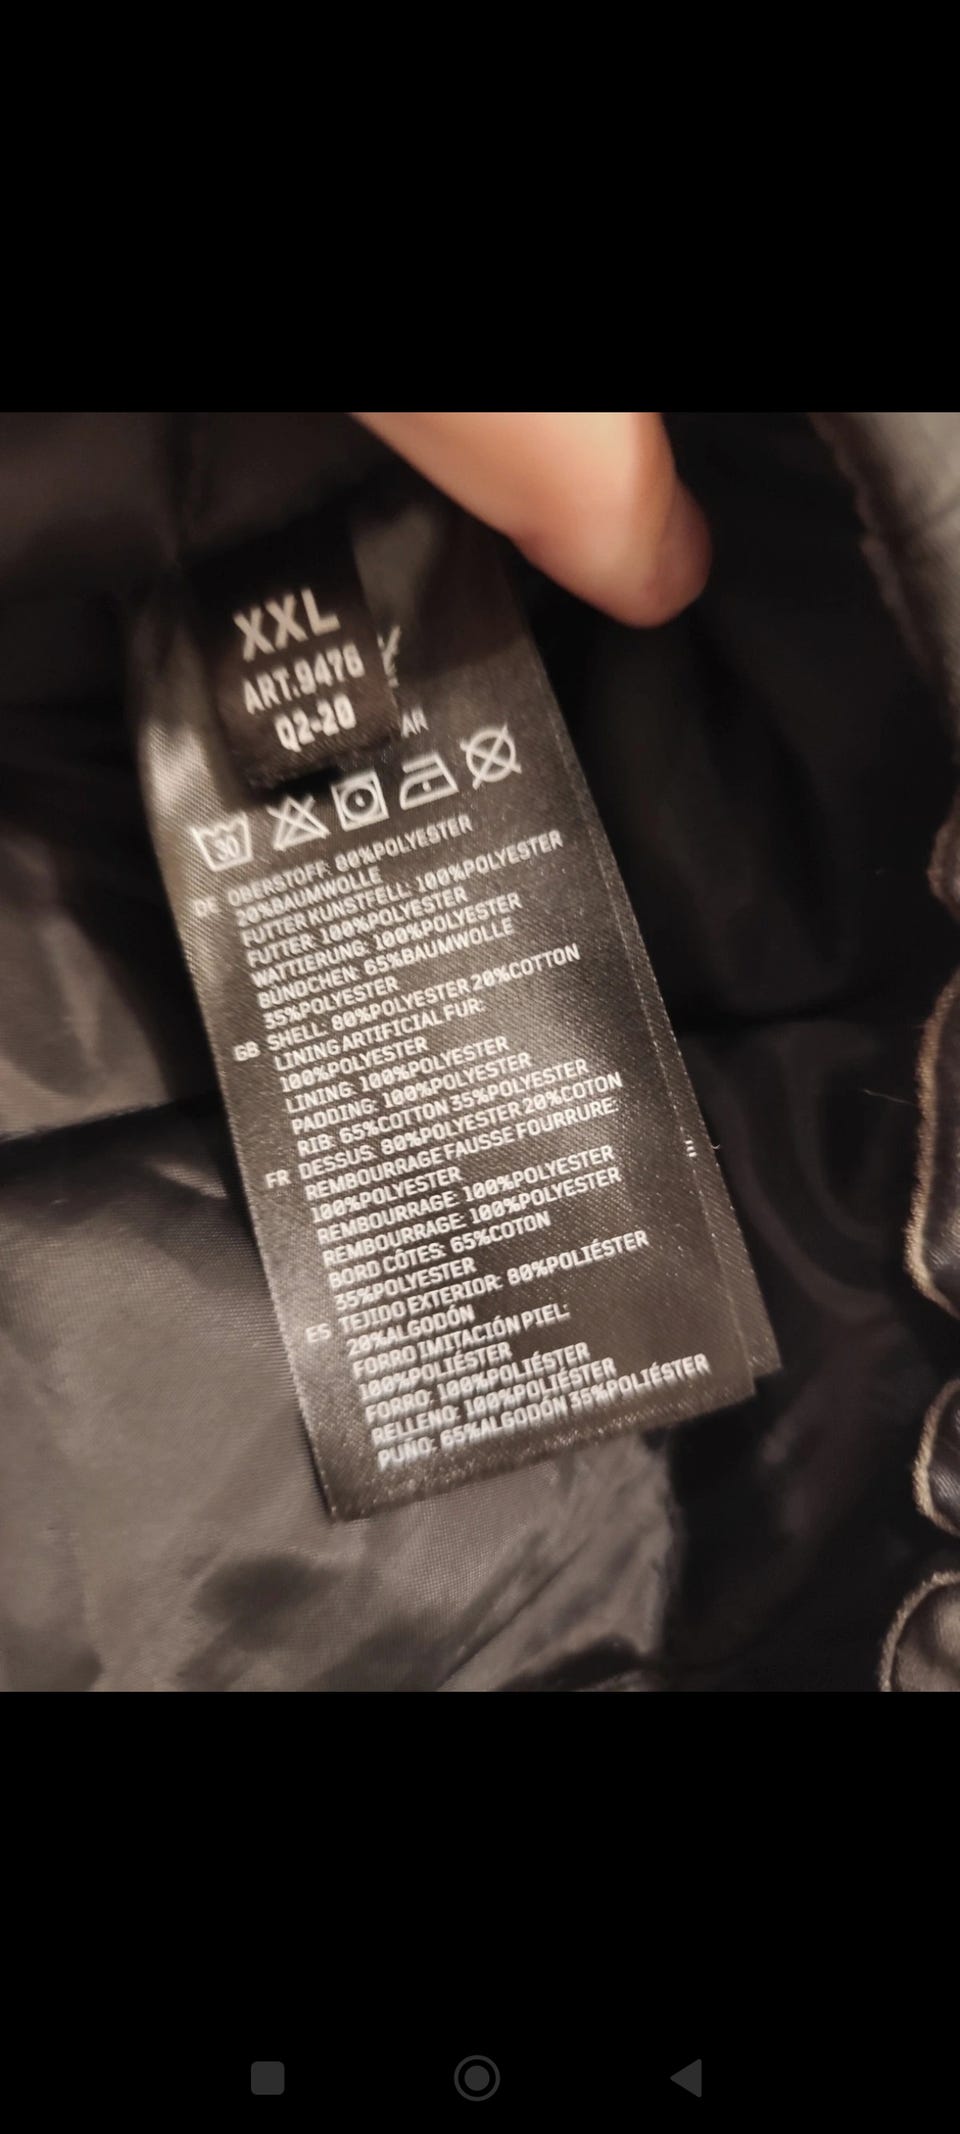 XXL
ART.9476
Q2-20
AR
30
DE OBERSTOFF: 80%POLYESTER
20%BAUMWOLLE
FUTTER KUNSTFELL: 100%POLYESTER
FUTTER: 100%POLYESTER
WATTIERUNG: 100%POLYESTER
BÜNDCHEN: 65%BAUMWOLLE
35%POLYESTER
GB SHELL: 80%POLYESTER 20%COTTON
LINING ARTIFICIAL FUR:
100%POLYESTER
LINING: 100%POLYESTER
PADDING: 100%POLYESTER
RIB: 65%COTTON 35%POLYESTER
FR DESSUS: 80%POLYESTER 20%COTON
REMBOURRAGE FAUSSE FOURRURE:
100%POLYESTER
REMBOURRAGE: 100%POLYESTER
REMBOURRAGE: 100%POLYESTER
BORD CÔTES: 65%COTON
35%POLYESTER
ES TEJIDO EXTERIOR: 80%POLIÉSTER
20%ALGODÓN
FORRO IMITACIÓN PIEL:
100%POLIÉSTER
FORRO: 100%POLIÉSTER
RELLENO: 100%POLIÉSTER
PUÑO: 65%ALGODÓN 35%POLIÉSTER